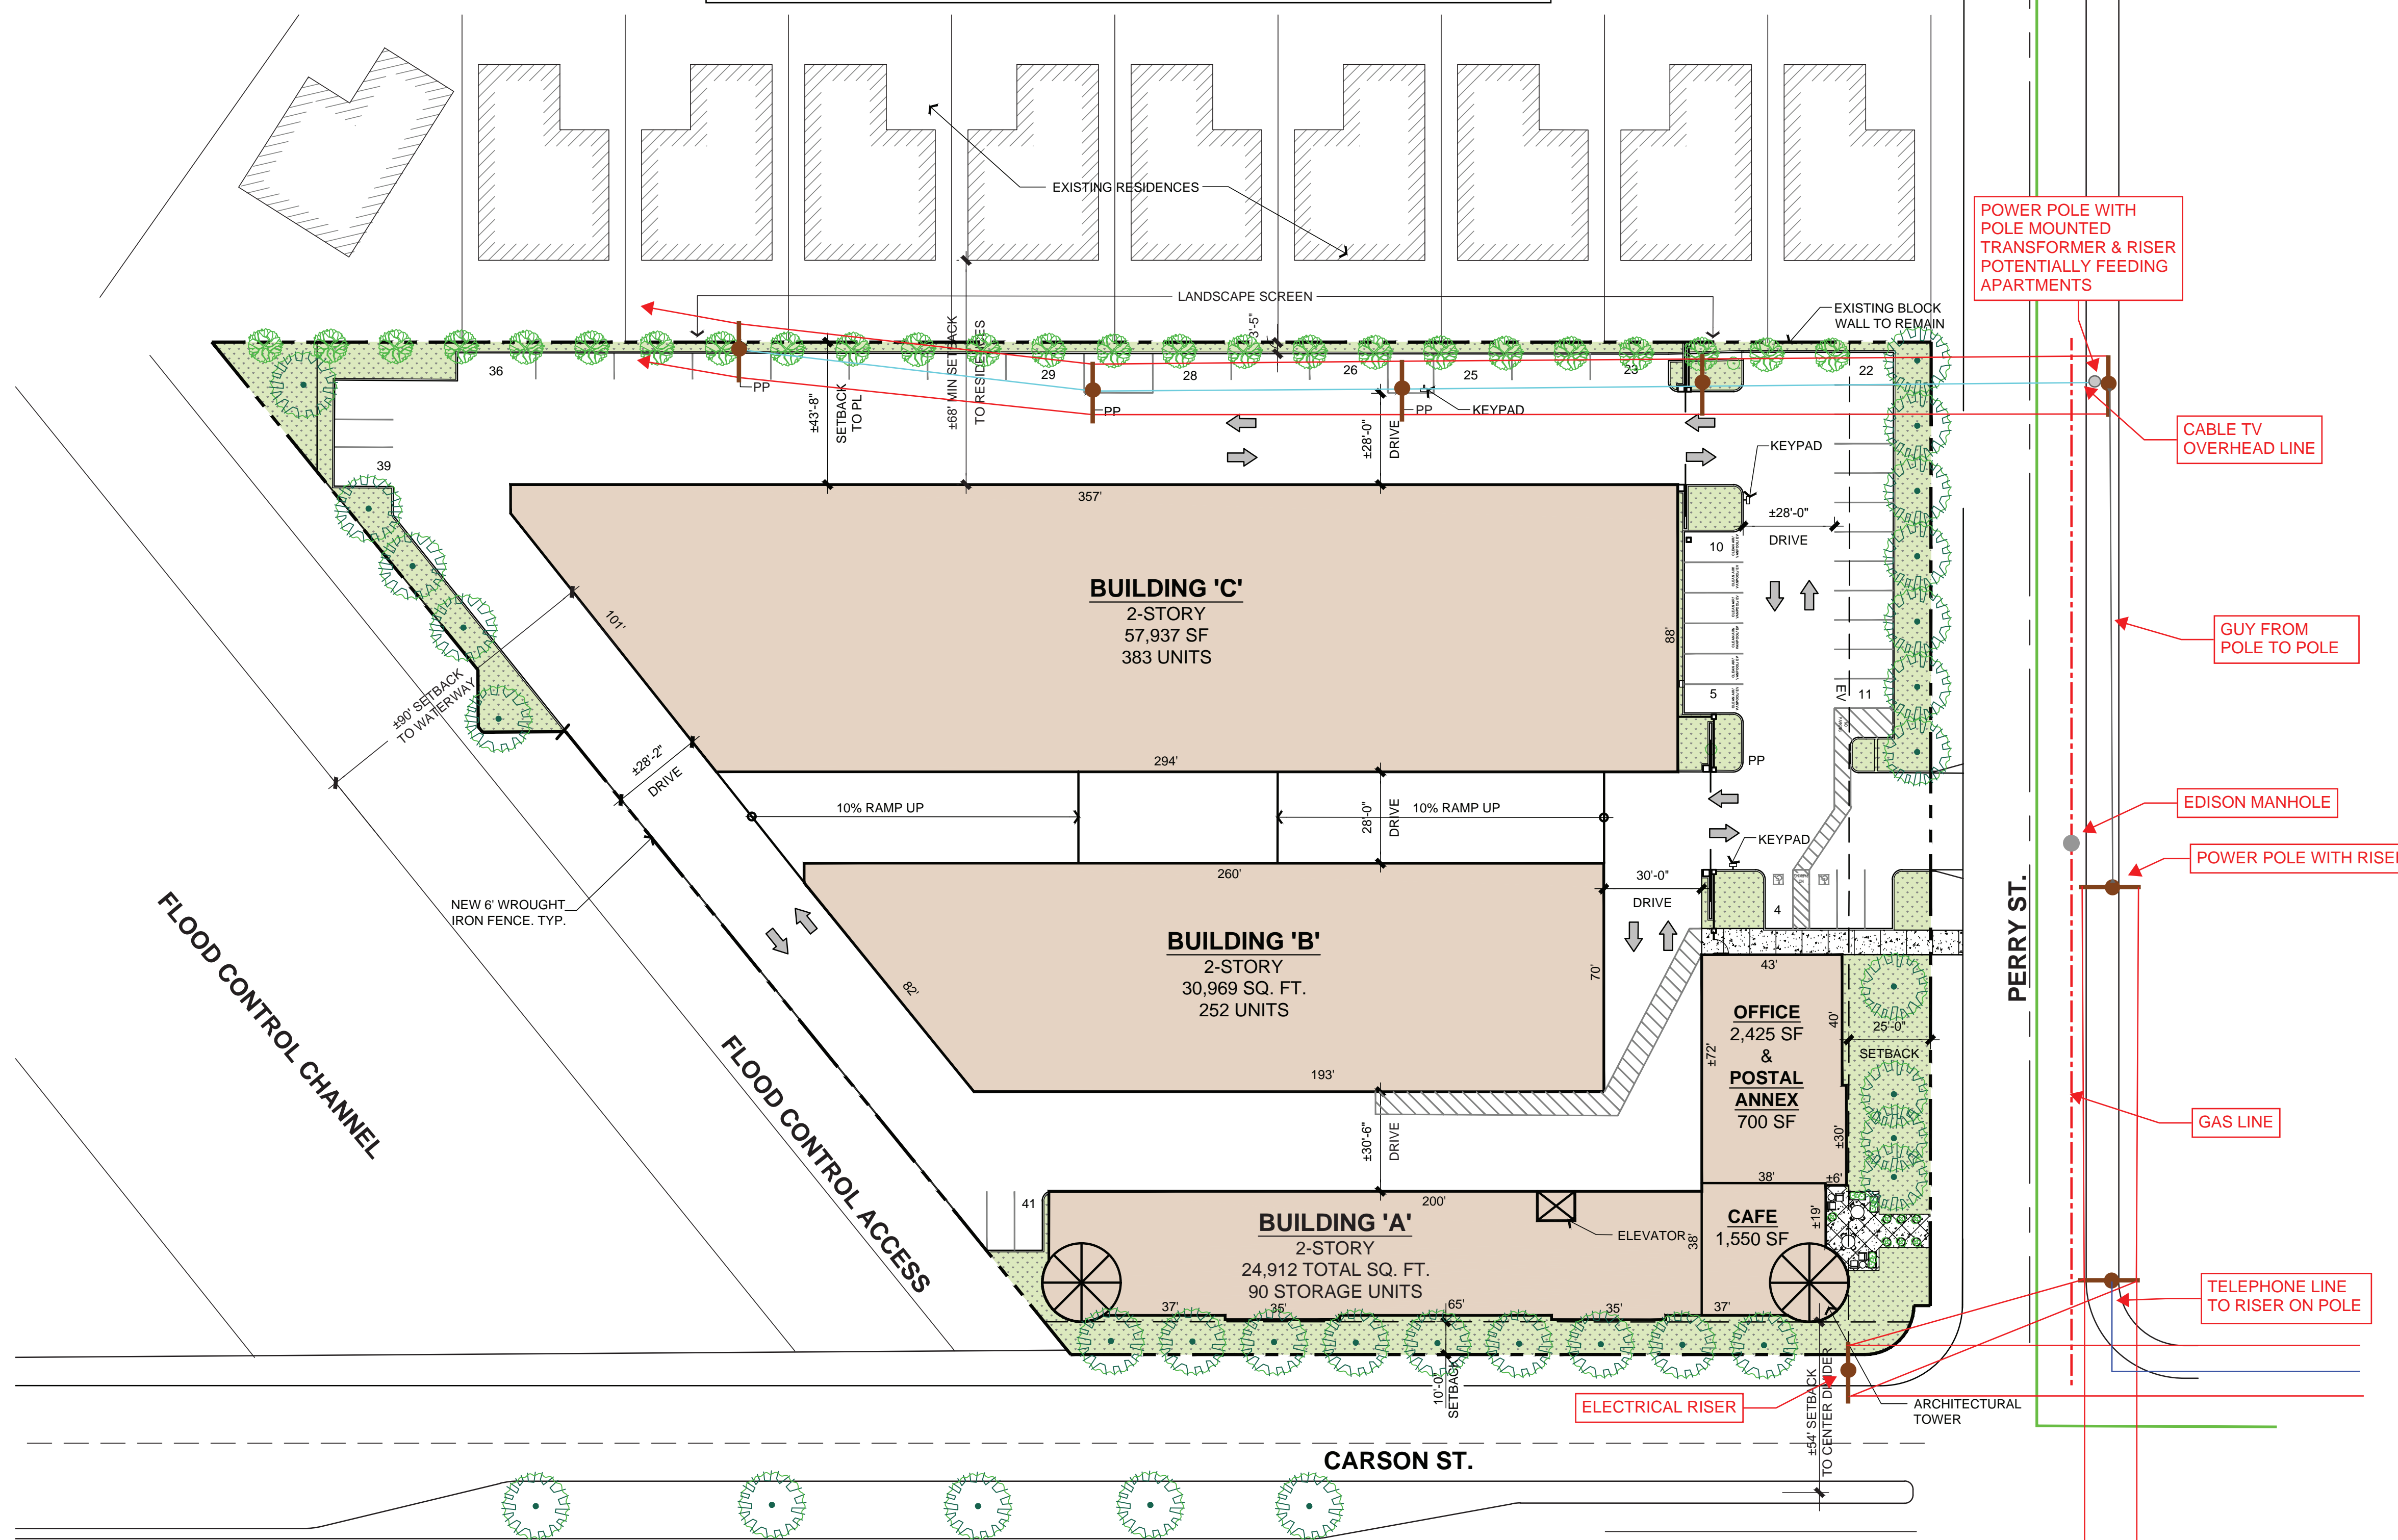 EXISTING RESIDENCES
POWER POLE WITH
POLE MOUNTED
TRANSFORMER & RISER
POTENTIALLY FEEDING
APARTMENTS
LANDSCAPE SCREEN
EXISTING BLOCK
WALL TO REMAIN
3'-5"
36
29
28
26
25
23
22
PP
PP
PP
KEYPAD
±43'-8"
SETBACK
TO PL
±68' MIN SETBACK
TO RESIDENCES
±28'-0"
DRIVE
CABLE TV
OVERHEAD LINE
KEYPAD
39
357'
±28'-0"
DRIVE
10
BUILDING 'C'
2-STORY
57,937 SF
383 UNITS
101'
88'
GUY FROM
POLE TO POLE
5
EV
11
±90' SETBACK
TO WATERWAY
±28'-2"
DRIVE
294'
PP
10% RAMP UP
28'-0"
DRIVE
10% RAMP UP
EDISON MANHOLE
KEYPAD
POWER POLE WITH RISER
260'
30'-0"
DRIVE
4
NEW 6' WROUGHT
IRON FENCE. TYP.
FLOOD CONTROL CHANNEL
BUILDING 'B'
2-STORY
30,969 SQ. FT.
252 UNITS
82'
70'
PERRY ST.
43'
OFFICE
2,425 SF
&
POSTAL
ANNEX
700 SF
40'
±72'
25'-0"
SETBACK
193'
±30'
GAS LINE
FLOOD CONTROL ACCESS
±30'-6"
DRIVE
38'
±6'
41
200'
BUILDING 'A'
2-STORY
24,912 TOTAL SQ. FT.
90 STORAGE UNITS
ELEVATOR
38'
CAFE
1,550 SF
±19'
TELEPHONE LINE
TO RISER ON POLE
37'
35'
65'
35'
37'
10'-0"
SETBACK
ELECTRICAL RISER
±54' SETBACK
TO CENTER DIVIDER
ARCHITECTURAL
TOWER
CARSON ST.